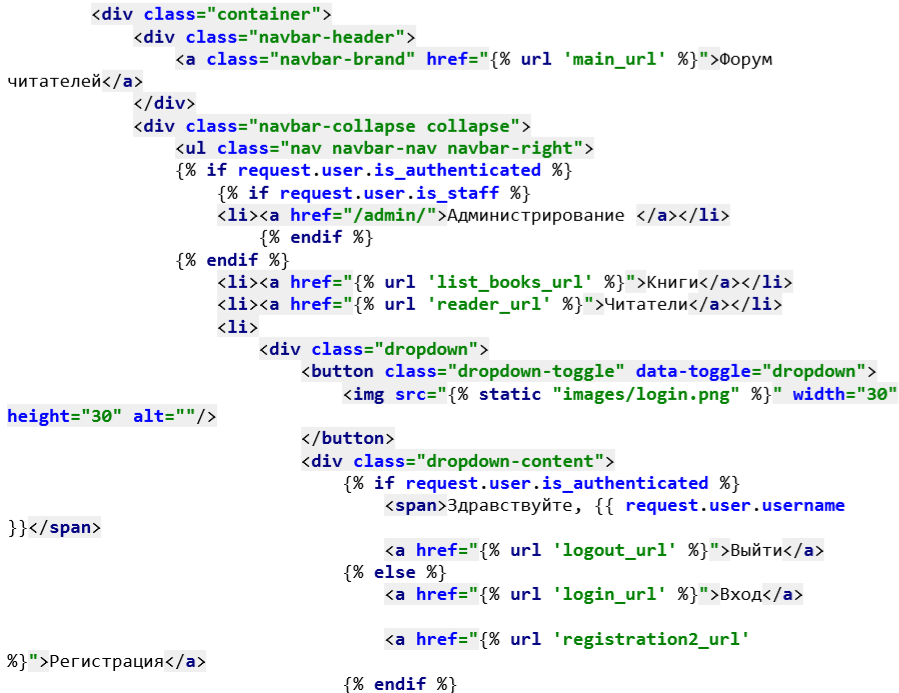 <div class="container">
<div class="navbar-header">
<a class="navbar-brand" href="{% url 'main_url' %}">Форум
читателей</a>
</div>
<div class="navbar-collapse collapse">
<ul class="nav navbar-nav navbar-right">
{% if request.user.is_authenticated %}
{% if request.user.is_staff %}
<li><a href="/admin/">Администрирование </a></li>
{% endif %}
{% endif %}
<li><a href="{% url 'list_books_url' %}">Книги</a></li>
<li><a href="{% url 'reader_url' %}">Читатели</a></li>
<li>
<div class="dropdown">
<button class="dropdown-toggle" data-toggle="dropdown">
<img src="{% static "images/login.png" %}" width="30"
height="30" alt=""/>
</button>
<div class="dropdown-content">
{% if request.user.is_authenticated %}
<span>Здравствуйте, {{ request.user.username
}}</span>
<a href="{% url 'logout_url' %}">Выйти</a>
{% else %}
<a href="{% url 'login_url' %}">Вход</a>
<a href="{% url 'registration2_url'
%}">Регистрация</a>
{% endif %}